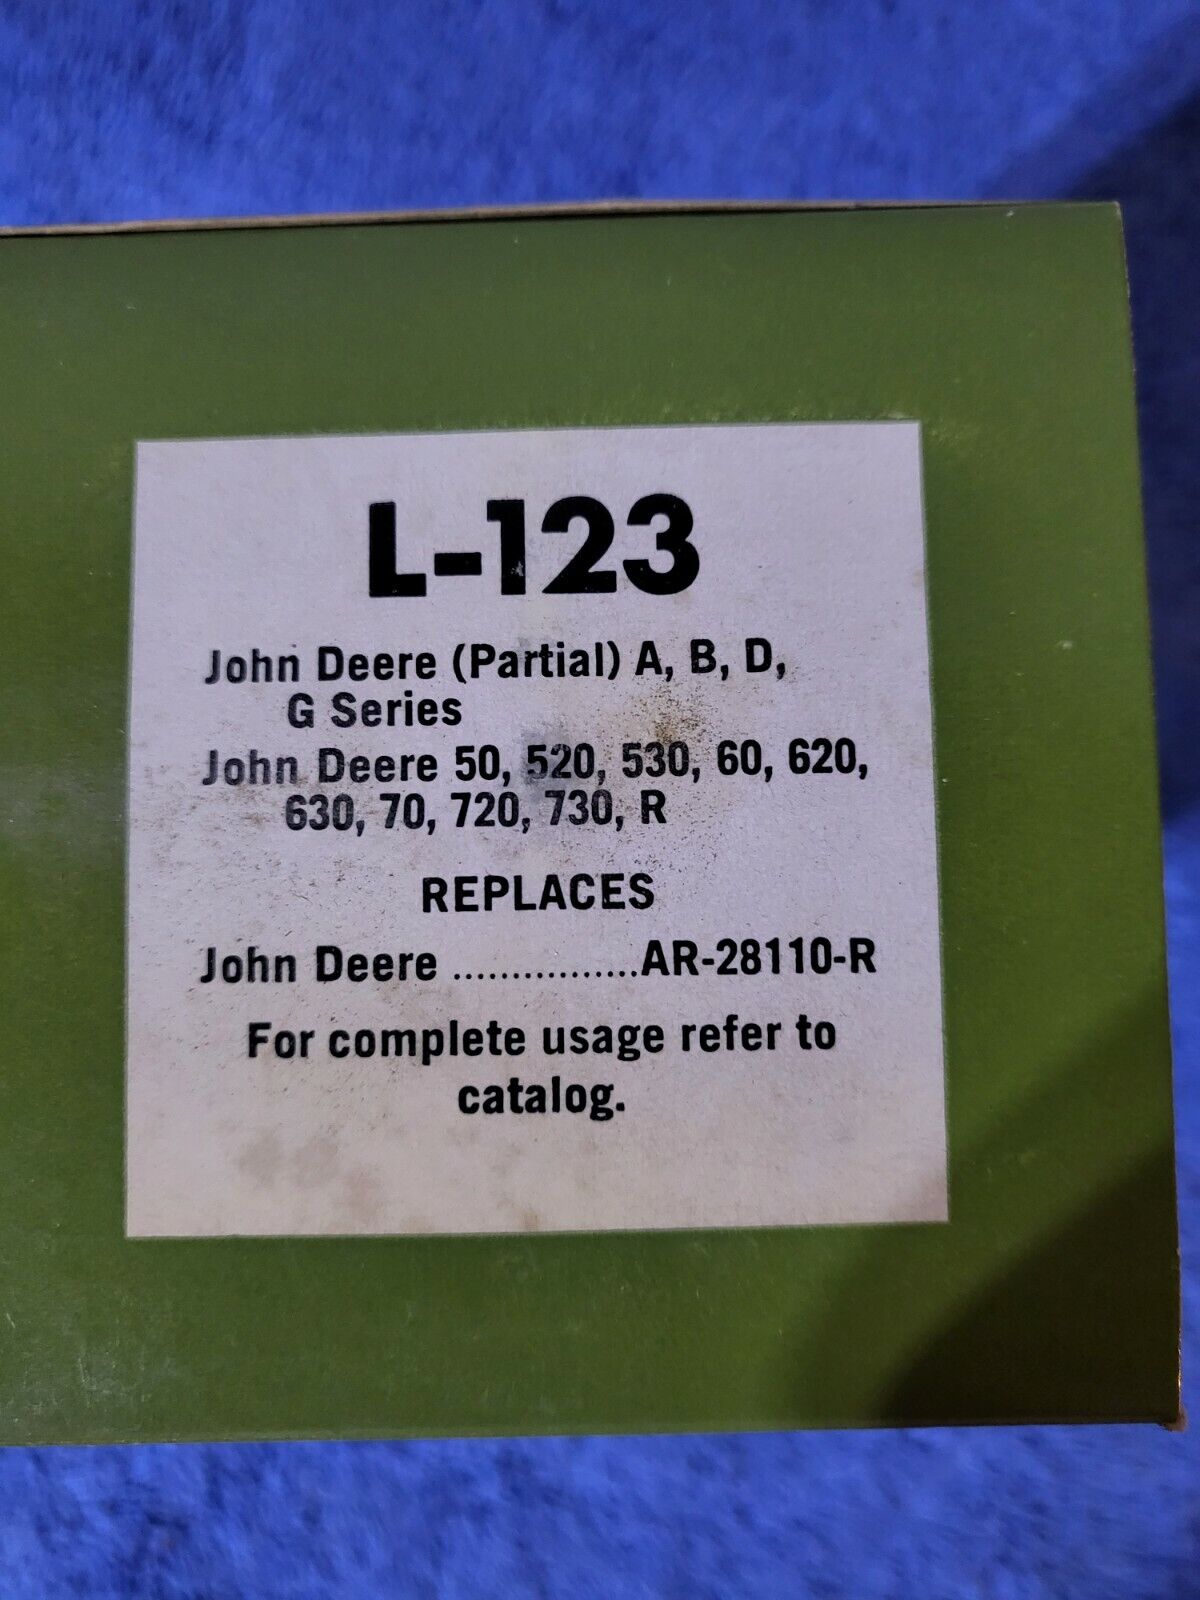 L-123
John Deere (Partial) A, B, D,
G Series
John Deere 50, 520, 530, 60, 620,
630, 70, 720, 730, R
REPLACES
John Deere ................AR-28110-R
For complete usage refer to
catalog.